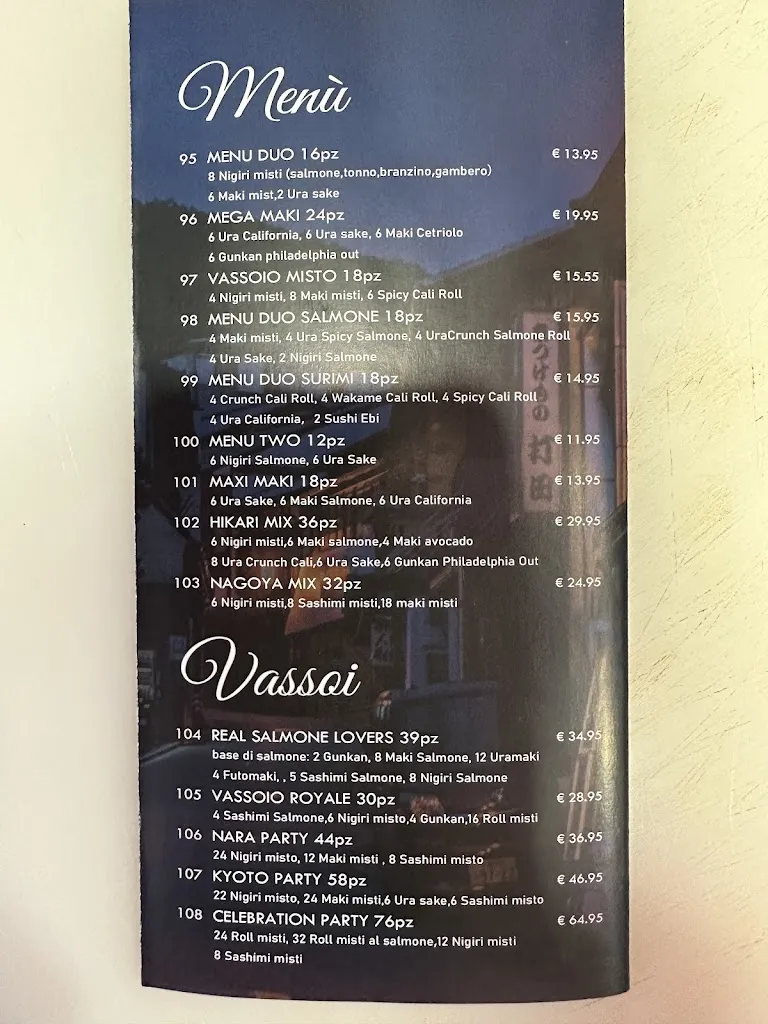 Menù
95 MENU DUO 16pz € 13.95
8 Nigiri misti (salmone,tonno,branzino,gambero)
6 Maki mist,2 Ura sake
96 MEGA MAKI 24pz € 19.95
6 Ura California, 6 Ura sake, 6 Maki Cetriolo
6 Gunkan philadelphia out
97 VASSOIO MISTO 18pz € 15.55
4 Nigiri misti, 8 Maki misti, 6 Spicy Cali Roll
98 MENU DUO SALMONE 18pz € 15.95
4 Maki misti, 4 Ura Spicy Salmone, 4 UraCrunch Salmone Roll
4 Ura Sake, 2 Nigiri Salmone
99 MENU DUO SURIMI 18pz € 14.95
4 Crunch Cali Roll, 4 Wakame Cali Roll, 4 Spicy Cali Roll
4 Ura California, 2 Sushi Ebi
100 MENU TWO 12pz € 11.95
6 Nigiri Salmone, 6 Ura Sake
101 MAXI MAKI 18pz € 13.95
6 Ura Sake, 6 Maki Salmone, 6 Ura California
102 HIKARI MIX 36pz € 29.95
6 Nigiri misti,6 Maki salmone,4 Maki avocado
8 Ura Crunch Cali,6 Ura Sake,6 Gunkan Philadelphia Out
103 NAGOYA MIX 32pz € 24.95
6 Nigiri misti,8 Sashimi misti,18 maki misti
Vassoi
104 REAL SALMONE LOVERS 39pz € 34.95
base di salmone: 2 Gunkan, 8 Maki Salmone, 12 Uramaki
4 Futomaki, , 5 Sashimi Salmone, 8 Nigiri Salmone
105 VASSOIO ROYALE 30pz € 28.95
4 Sashimi Salmone,6 Nigiri misto,4 Gunkan,16 Roll misti
106 NARA PARTY 44pz € 36.95
24 Nigiri misto, 12 Maki misti , 8 Sashimi misto
107 KYOTO PARTY 58pz € 46.95
22 Nigiri misto, 24 Maki misti,6 Ura sake,6 Sashimi misto
108 CELEBRATION PARTY 76pz € 64.95
24 Roll misti, 32 Roll misti al salmone,12 Nigiri misti
8 Sashimi misti